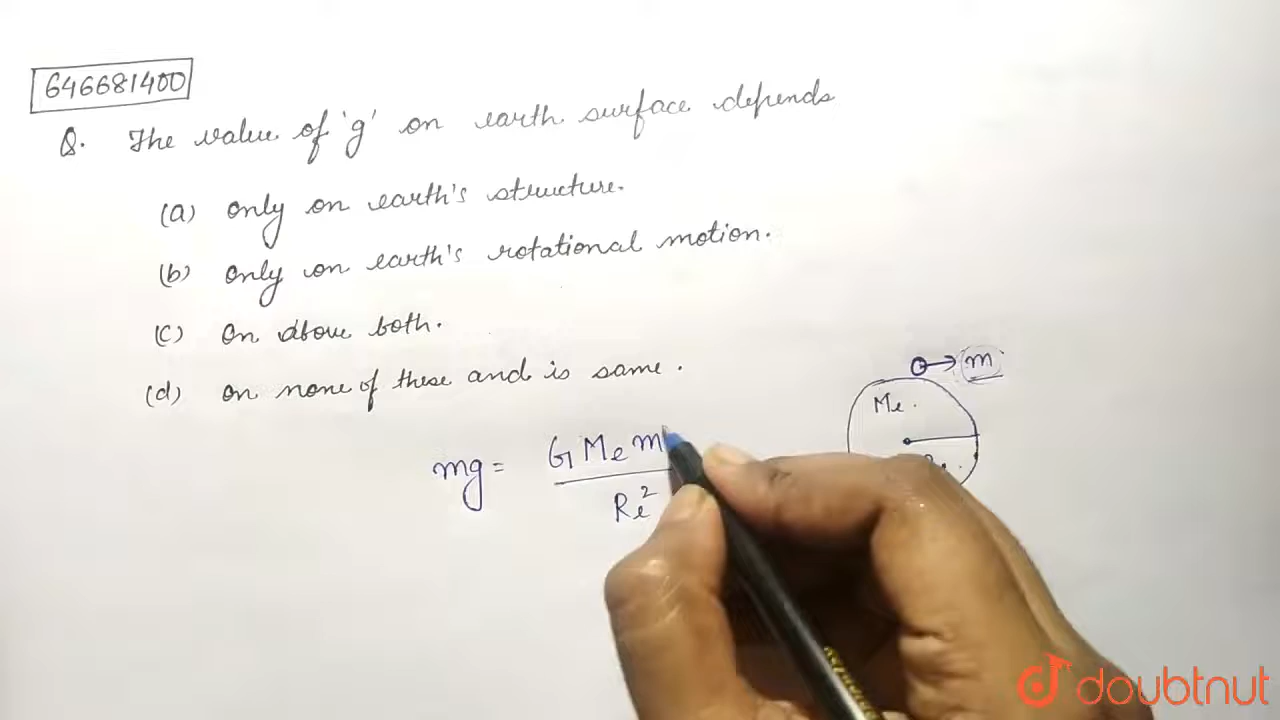 646681400
Q. The value of 'g' on earth surface depends
(a) only on earth's structure.
(b) only on earth's rotational motion.
(c) On above both.
(d) on none of these and is same.
m
Me.
mg = G Me m
Re²
doubtnut